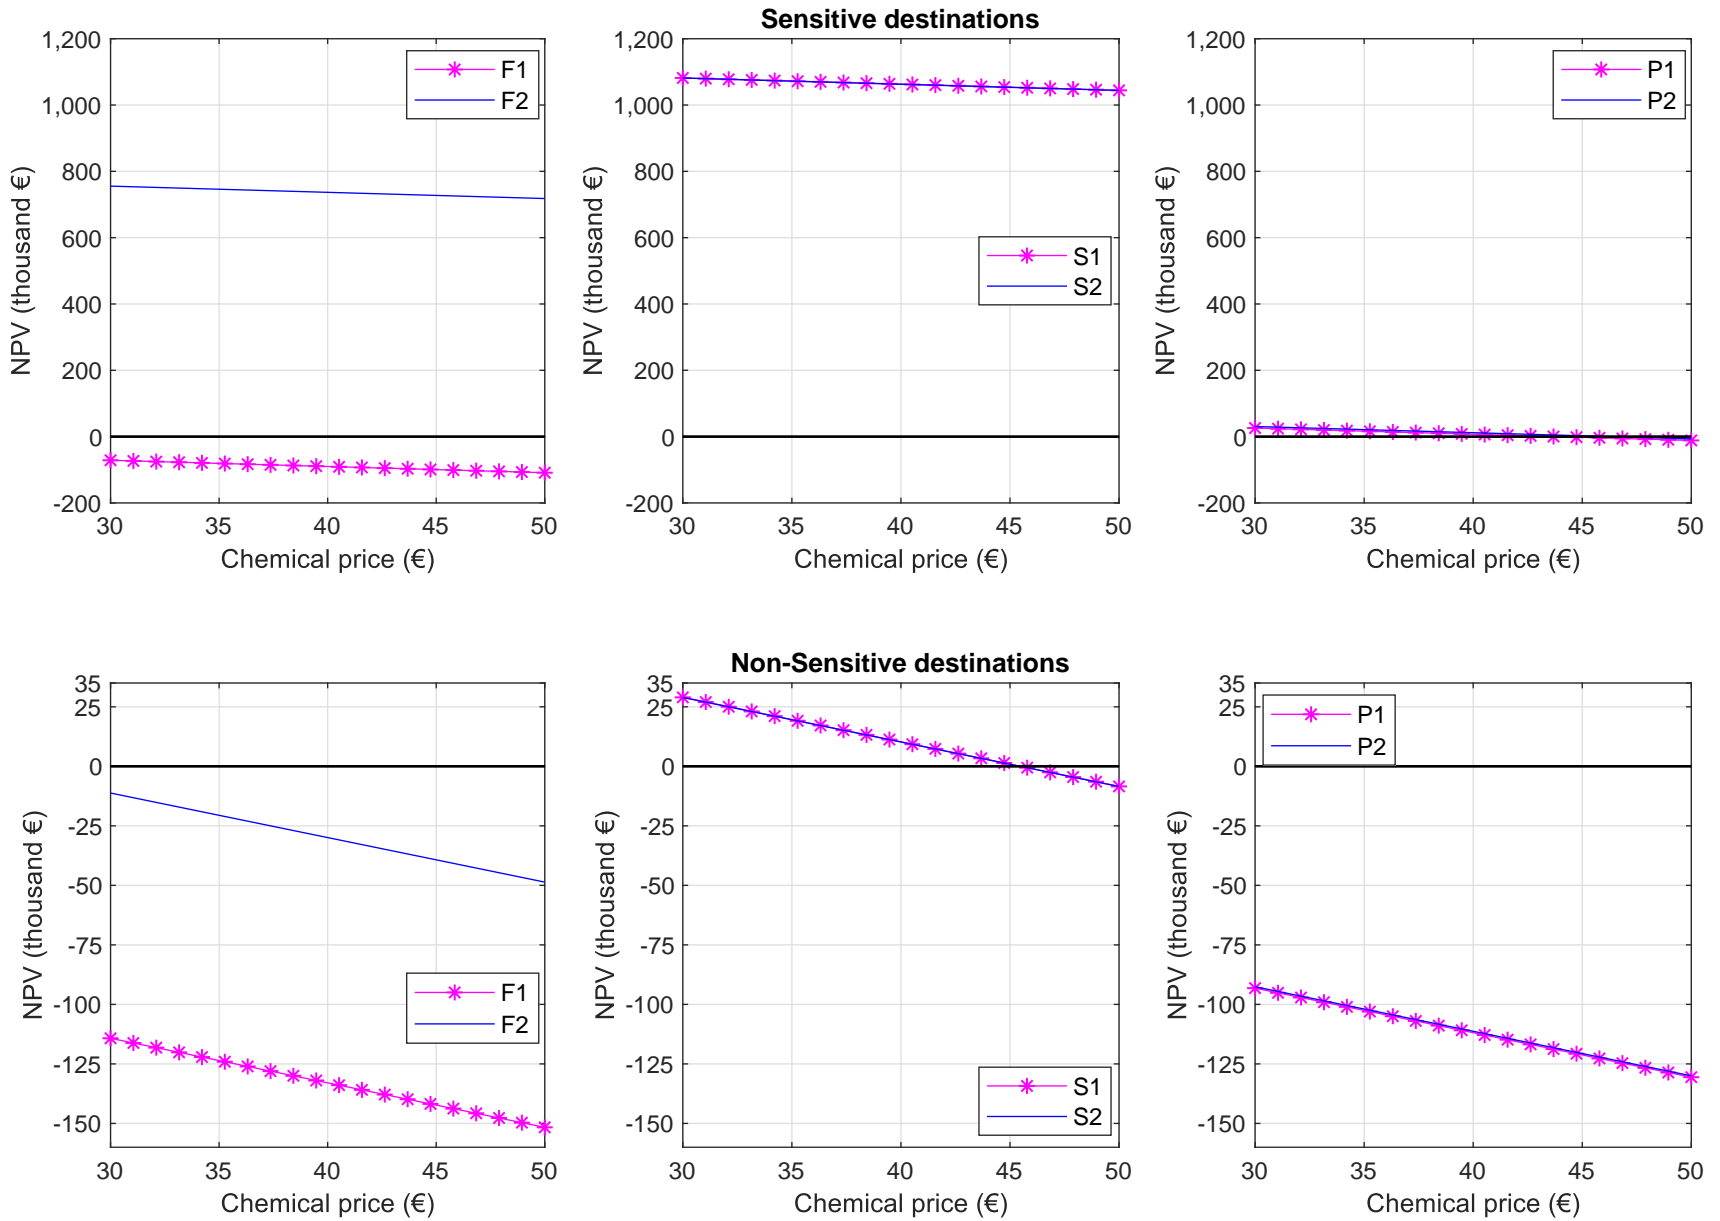 Sensitive destinations
1,200
1,000
800
600
400
200
0
-200
30 35 40 45 50
NPV (thousand €)
Chemical price (€)
F1
F2
1,200
1,000
800
600
400
200
0
-200
30 35 40 45 50
NPV (thousand €)
Chemical price (€)
S1
S2
1,200
1,000
800
600
400
200
0
-200
30 35 40 45 50
NPV (thousand €)
Chemical price (€)
P1
P2
Non-Sensitive destinations
35
25
0
-25
-50
-75
-100
-125
-150
30 35 40 45 50
NPV (thousand €)
Chemical price (€)
F1
F2
35
25
0
-25
-50
-75
-100
-125
-150
30 35 40 45 50
NPV (thousand €)
Chemical price (€)
S1
S2
35
25
0
-25
-50
-75
-100
-125
-150
30 35 40 45 50
NPV (thousand €)
Chemical price (€)
P1
P2